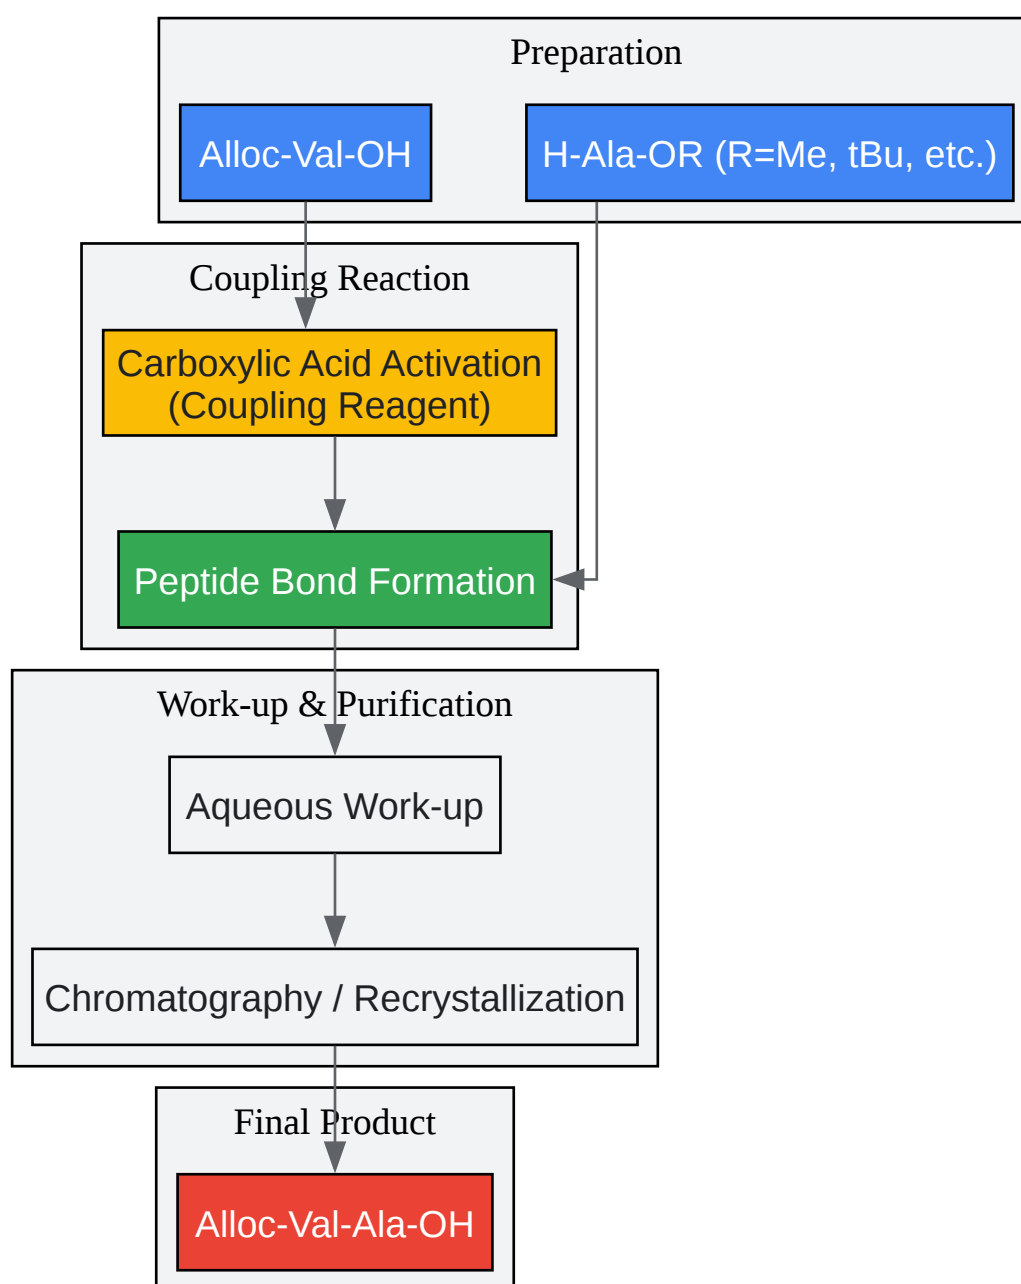 Preparation
Alloc-Val-OH
H-Ala-OR (R=Me, tBu, etc.)
Coupling Reaction
Carboxylic Acid Activation
(Coupling Reagent)
Peptide Bond Formation
Work-up & Purification
Aqueous Work-up
Chromatography / Recrystallization
Final Product
Alloc-Val-Ala-OH